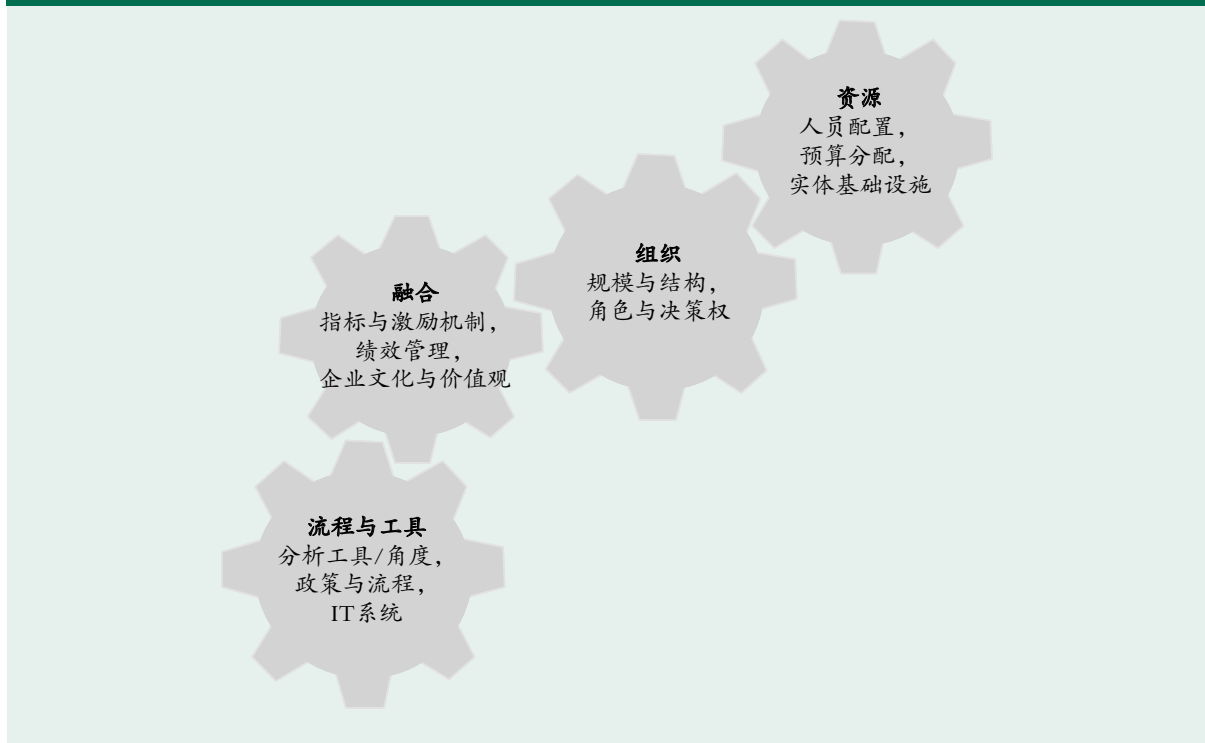 资源
人员配置，
预算分配，
实体基础设施
组织
规模与结构，
角色与决策权
融合
指标与激励机制，
绩效管理，
企业文化与价值观
流程与工具
分析工具/角度，
政策与流程，
IT系统